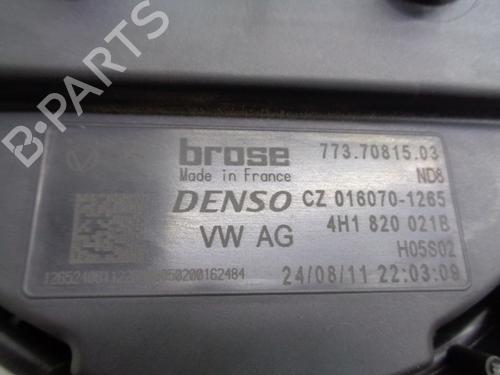 B-PARTS
brose 773.70815.03
Made in France ND8
DENSO CZ 016070-1265
VW AG 4H1 820 021B
H05S02
24/08/11 22:03:09